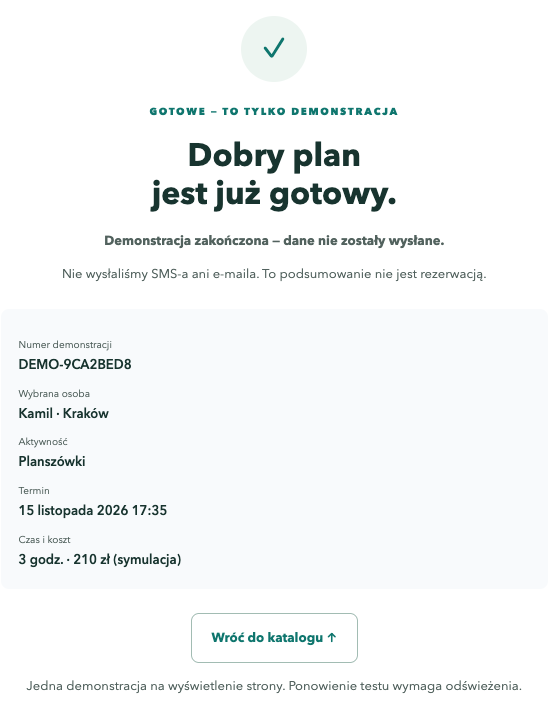 GOTOWE – TO TYLKO DEMONSTRACJA
Dobry plan
jest już gotowy.
Demonstracja zakończona – dane nie zostały wysłane.
Nie wysłaliśmy SMS-a ani e-maila. To podsumowanie nie jest rezerwacją.
Numer demonstracji
DEMO-9CA2BED8
Wybrana osoba
Kamil · Kraków
Aktywność
Planszówki
Termin
15 listopada 2026 17:35
Czas i koszt
3 godz. · 210 zł (symulacja)
Wróć do katalogu ↑
Jedna demonstracja na wyświetlenie strony. Ponowienie testu wymaga odświeżenia.